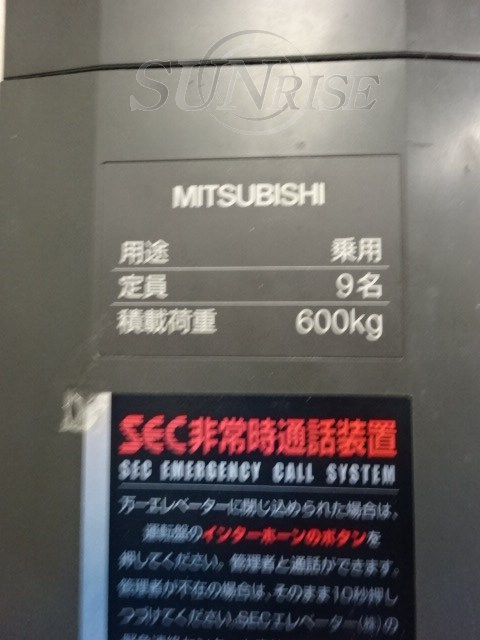 SUNRISE
MITSUBISHI
用途 乗用
定員 9名
積載荷重 600kg
SEC非常時通話装置
SEC EMERGENCY CALL SYSTEM
万一エレベーターに閉じ込められた場合は、
運転盤のインターホーンのボタンを
押してください。管理者と通話ができます。
管理者が不在の場合は、そのまま10秒押し
つづけてください。SECエレベーター(株)の